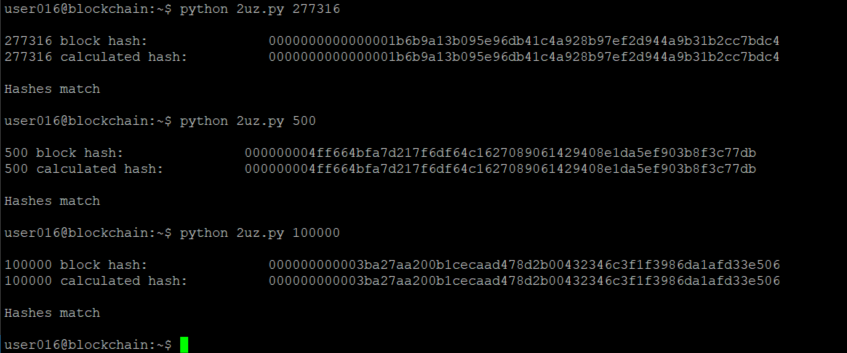 user016@blockchain:~$ python 2uz.py 277316
277316 block hash: 0000000000000001b6b9a13b095e96db41c4a928b97ef2d944a9b31b2cc7bdc4
277316 calculated hash: 0000000000000001b6b9a13b095e96db41c4a928b97ef2d944a9b31b2cc7bdc4
Hashes match
user016@blockchain:~$ python 2uz.py 500
500 block hash: 000000004ff664bfa7d217f6df64c1627089061429408e1da5ef903b8f3c77db
500 calculated hash: 000000004ff664bfa7d217f6df64c1627089061429408e1da5ef903b8f3c77db
Hashes match
user016@blockchain:~$ python 2uz.py 100000
100000 block hash: 000000000003ba27aa200b1cecaad478d2b00432346c3f1f3986da1afd33e506
100000 calculated hash: 000000000003ba27aa200b1cecaad478d2b00432346c3f1f3986da1afd33e506
Hashes match
user016@blockchain:~$